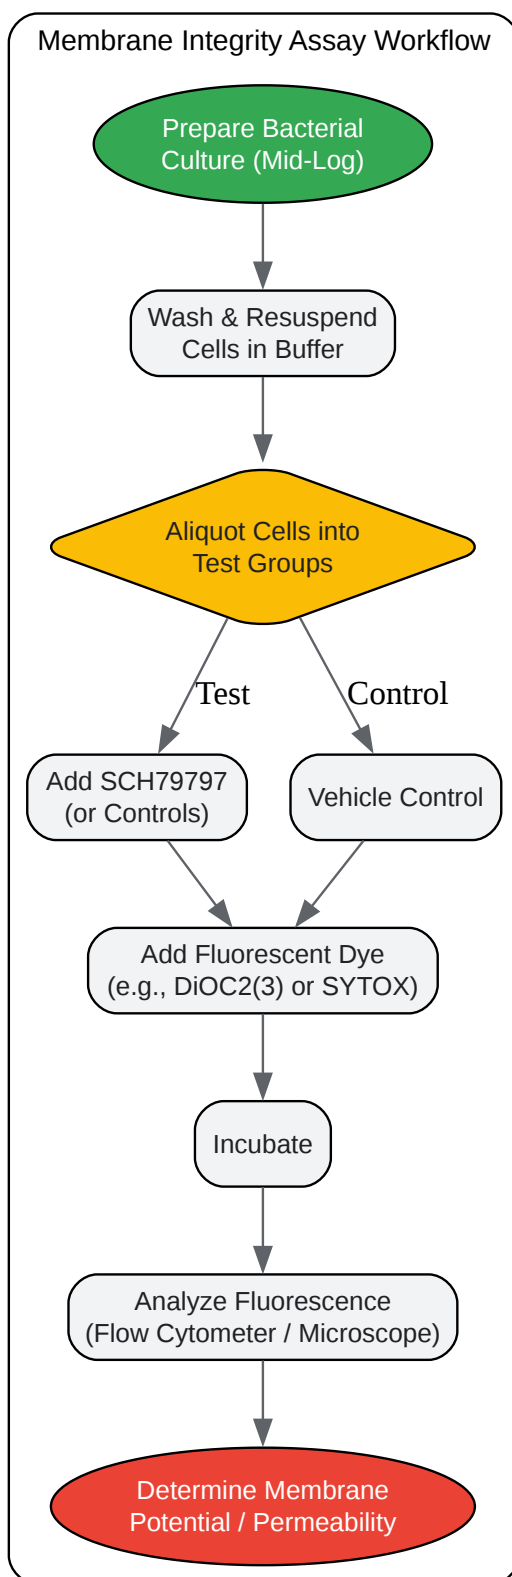 Membrane Integrity Assay Workflow
Prepare Bacterial
Culture (Mid-Log)
Wash & Resuspend
Cells in Buffer
Aliquot Cells into
Test Groups
Test
Control
Add SCH79797
(or Controls)
Vehicle Control
Add Fluorescent Dye
(e.g., DiOC2(3) or SYTOX)
Incubate
Analyze Fluorescence
(Flow Cytometer / Microscope)
Determine Membrane
Potential / Permeability